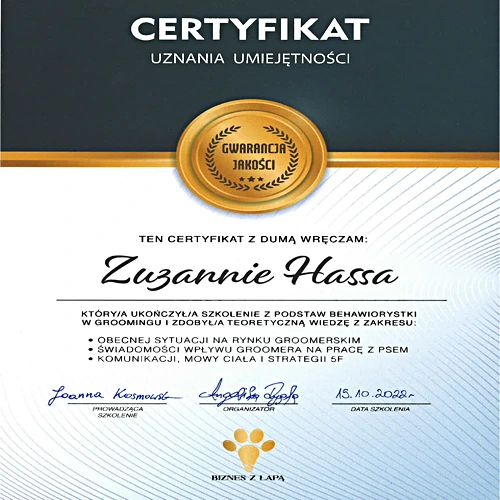 CERTYFIKAT
UZNANIA UMIEJĘTNOŚCI
GWARANCJA
JAKOŚCI
TEN CERTYFIKAT Z DUMĄ WRĘCZAM:
Zuzannie Hassa
KTÓRY/A UKOŃCZYŁ/A SZKOLENIE Z PODSTAW BEHAWIORYSTKI
W GROOMINGU I ZDOBYŁ/A TEORETYCZNĄ WIEDZĘ Z ZAKRESU:
• OBECNEJ SYTUACJI NA RYNKU GROOMERSKIM
• ŚWIADOMOŚCI WPŁYWU GROOMERA NA PRACĘ Z PSEM
• KOMUNIKACJI, MOWY CIAŁA I STRATEGII 5F
Joanna 15.10.2022r
PROWADZĄCA SZKOLENIE ORGANIZATOR DATA SZKOLENIA
BIZNES Z ŁAPĄ